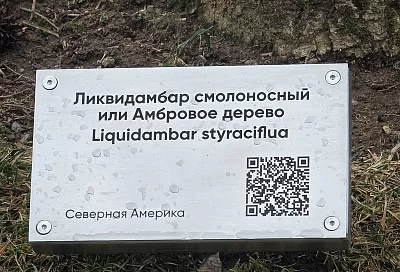 Ликвидамбар смолоносный
или Амбровое дерево
Liquidambar styraciflua
Северная Америка